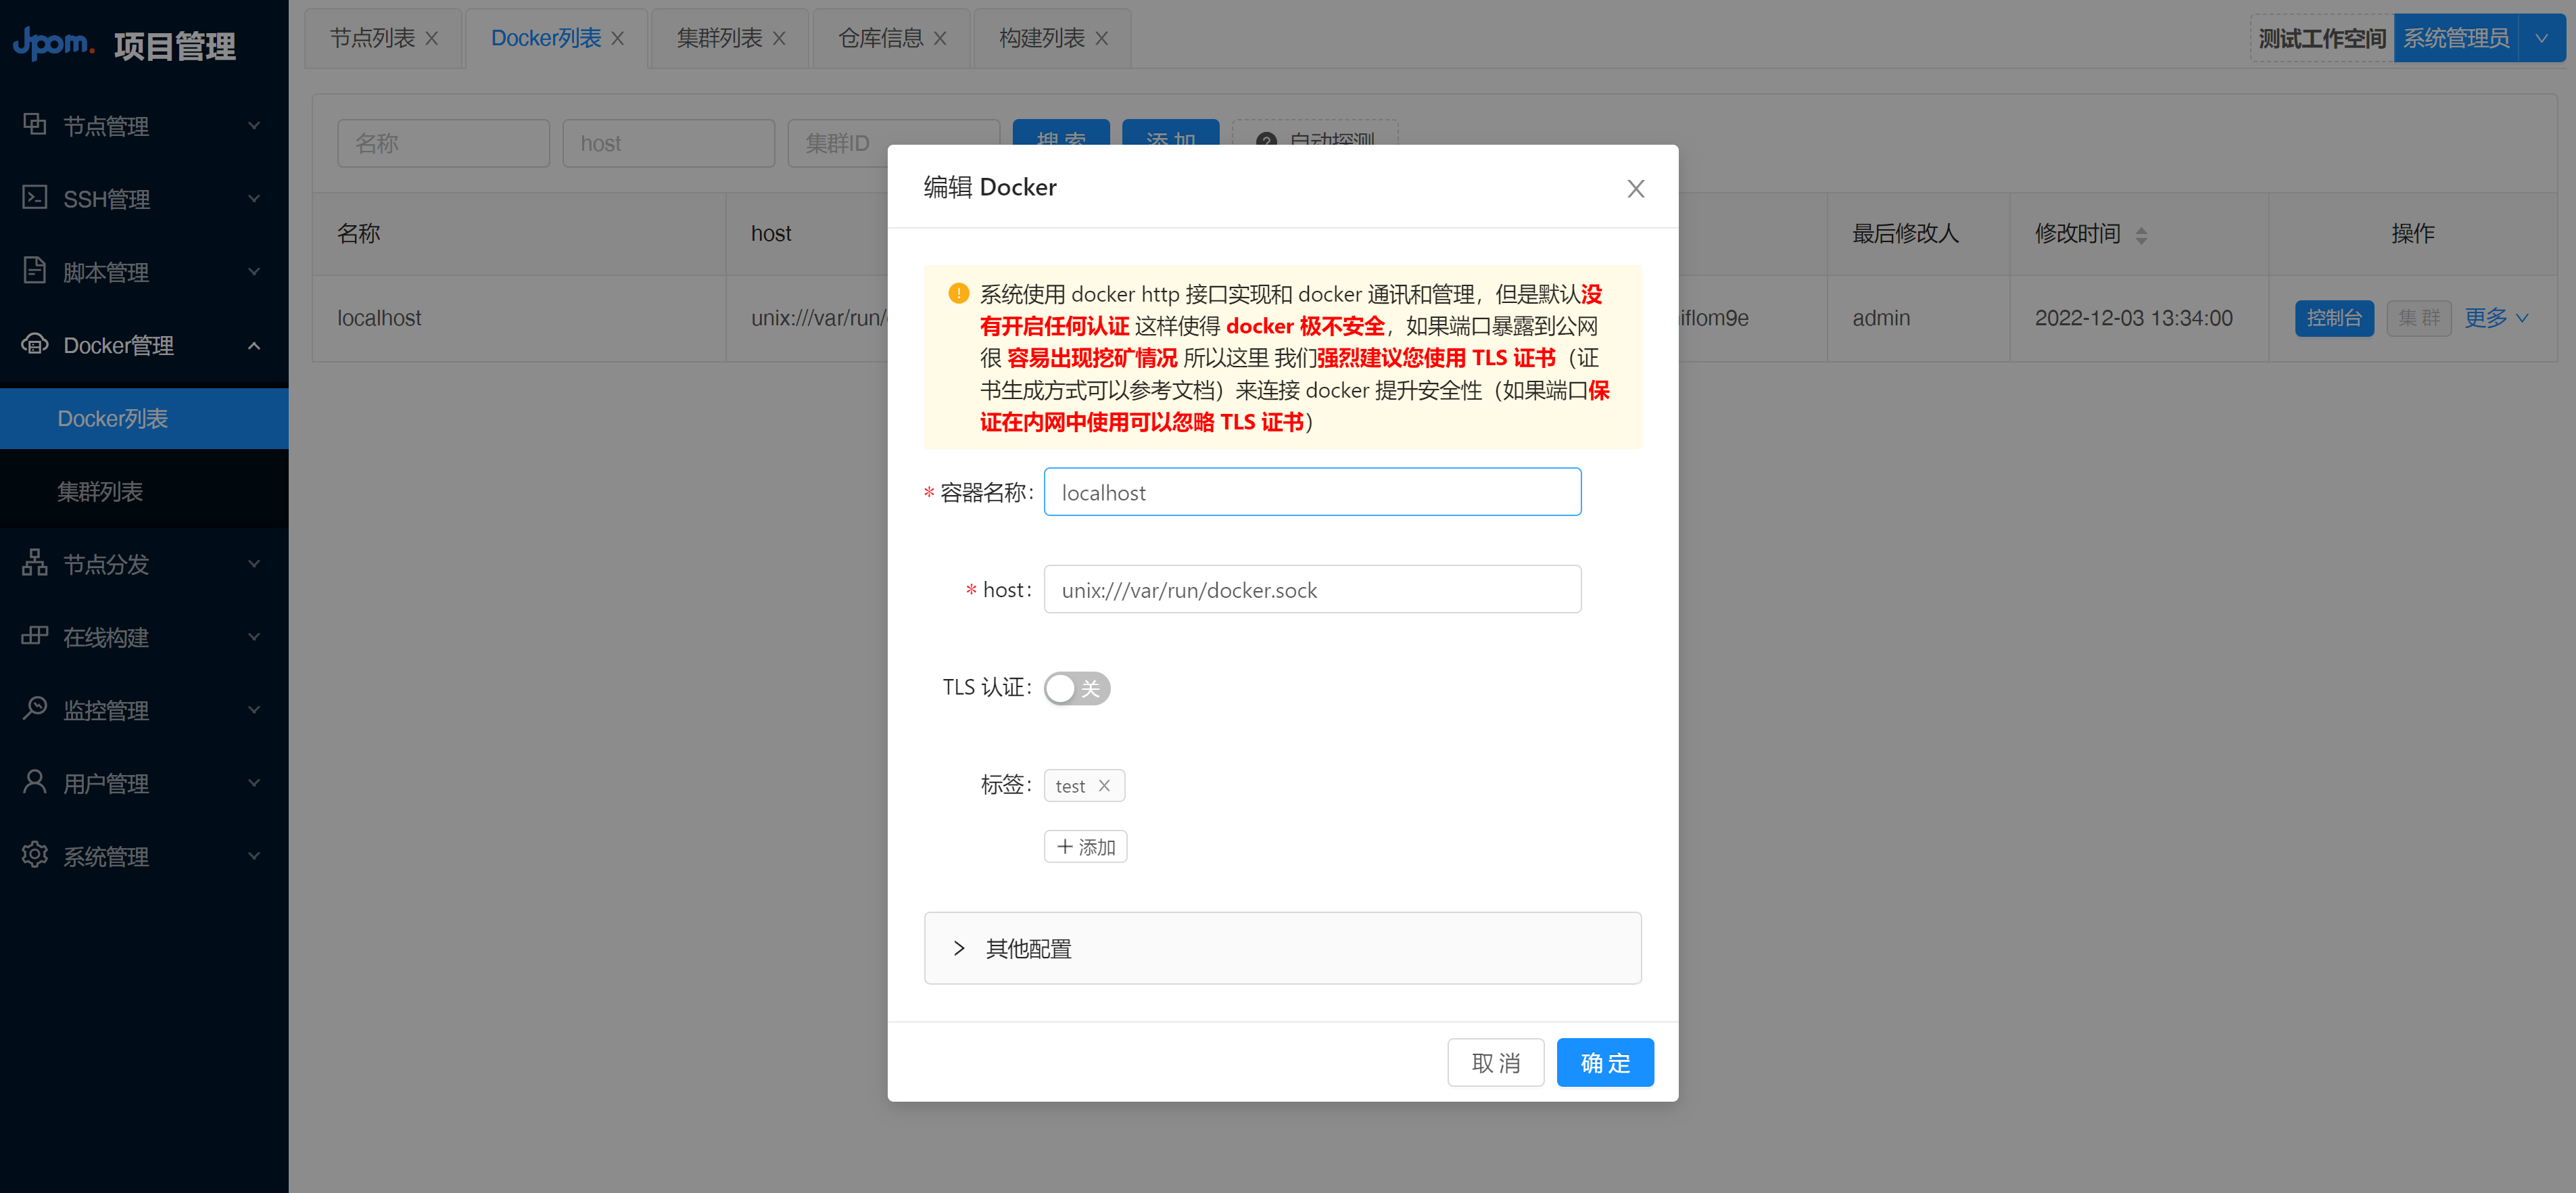 Jpom. 项目管理
节点管理
SSH管理
脚本管理
Docker管理
Docker列表
集群列表
节点分发
在线构建
监控管理
用户管理
系统管理
节点列表 Docker列表 集群列表 仓库信息 构建列表
测试工作空间 系统管理员
名称 host 集群ID 搜 索 添 加 自动探测
名称 host 最后修改人 修改时间 操作
localhost unix:///var/run/ iflom9e admin 2022-12-03 13:34:00 控制台 集 群 更多
编辑 Docker
系统使用 docker http 接口实现和 docker 通讯和管理，但是默认没
有开启任何认证 这样使得 docker 极不安全，如果端口暴露到公网
很 容易出现挖矿情况 所以这里 我们强烈建议您使用 TLS 证书（证
书生成方式可以参考文档）来连接 docker 提升安全性（如果端口保
证在内网中使用可以忽略 TLS 证书）
* 容器名称: localhost
* host: unix:///var/run/docker.sock
TLS 认证: 关
标签: test
添加
其他配置
取 消 确 定